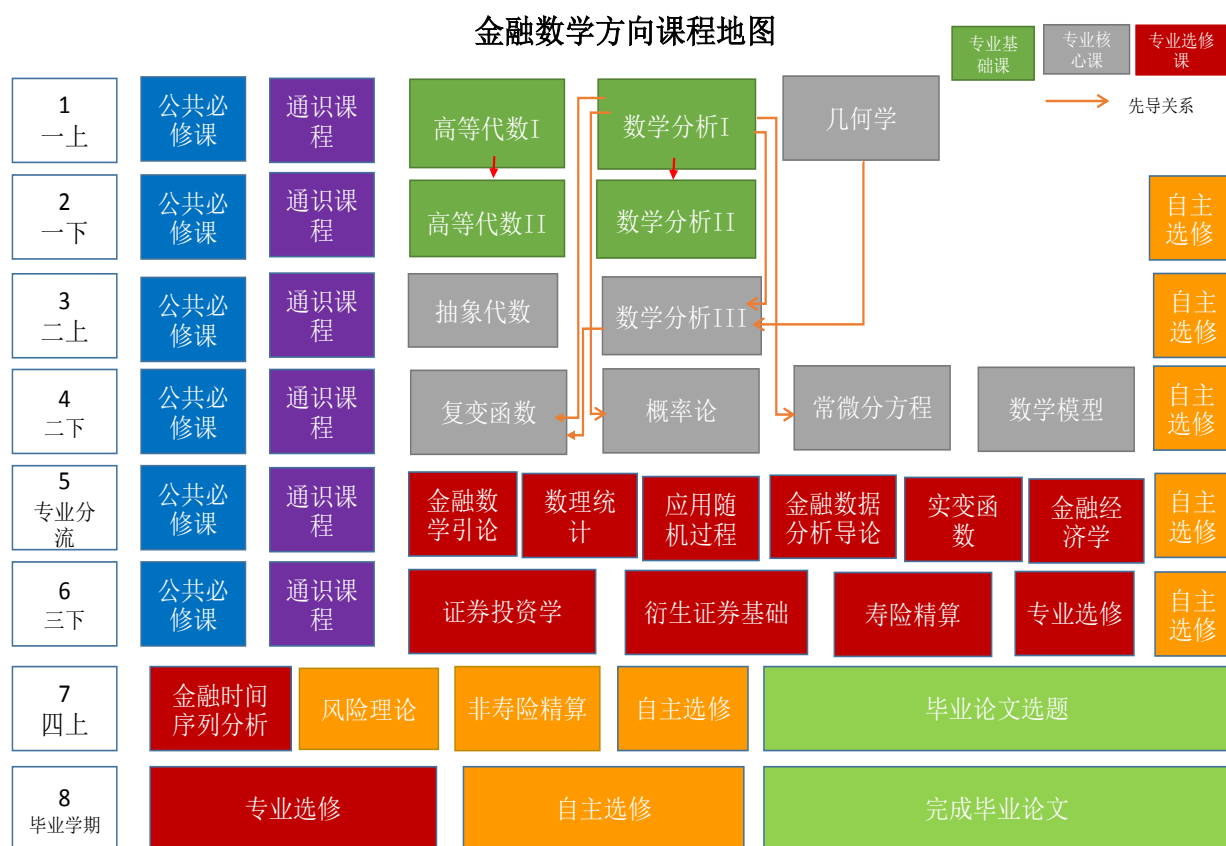 金融数学方向课程地图
专业基
础课
专业核
心课
专业选修
课
先导关系
1
一上
公共必
修课
通识课
程
高等代数I
数学分析I
几何学
2
一下
公共必
修课
通识课
程
高等代数II
数学分析II
自主
选修
3
二上
公共必
修课
通识课
程
抽象代数
数学分析III
自主
选修
4
二下
公共必
修课
通识课
程
复变函数
概率论
常微分方程
数学模型
自主
选修
5
专业分
流
公共必
修课
通识课
程
金融数
学引论
数理统
计
应用随
机过程
金融数据
分析导论
实变函
数
金融经
济学
自主
选修
6
三下
公共必
修课
通识课
程
证券投资学
衍生证券基础
寿险精算
专业选修
自主
选修
7
四上
金融时间
序列分析
风险理论
非寿险精算
自主选修
毕业论文选题
8
毕业学期
专业选修
自主选修
完成毕业论文